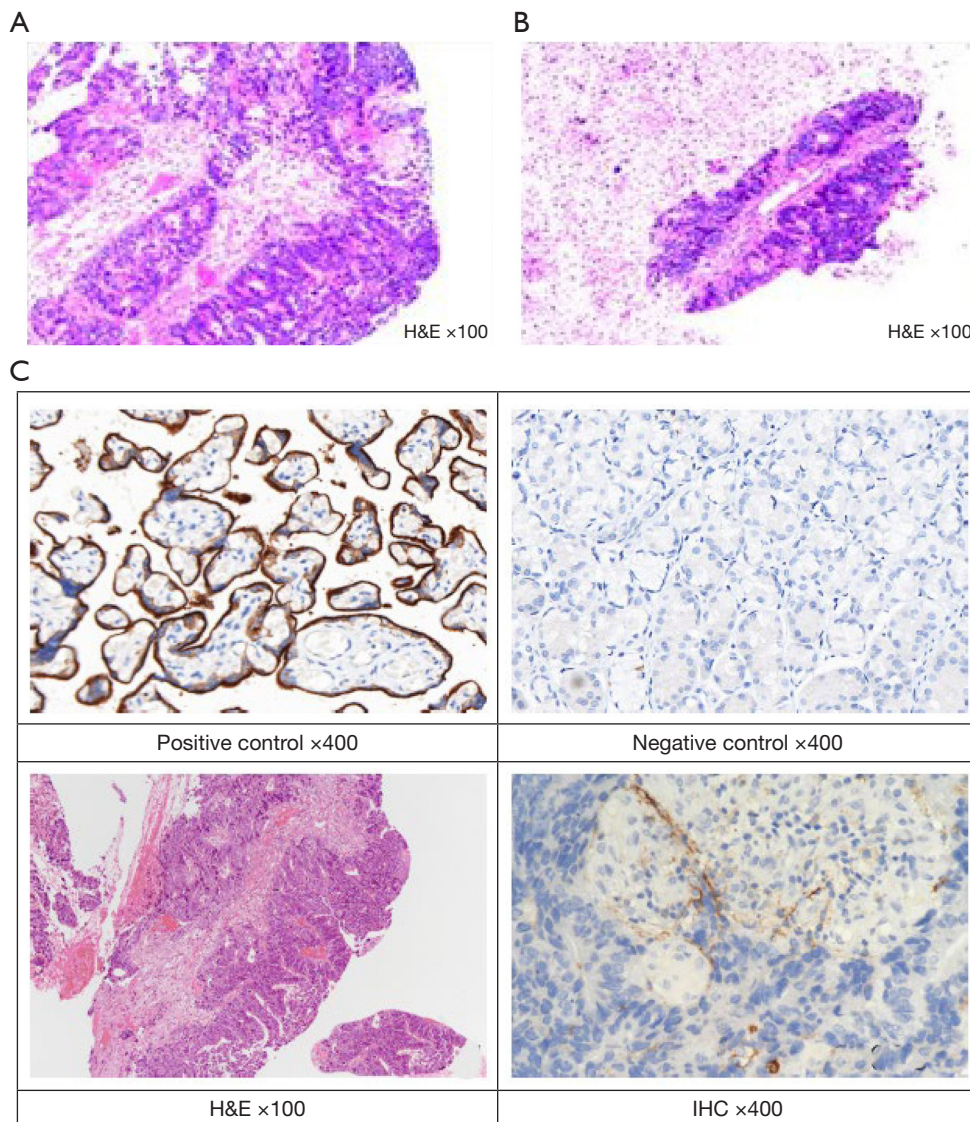 A
B
H&E ×100
H&E ×100
C
Positive control ×400
Negative control ×400
H&E ×100
IHC ×400